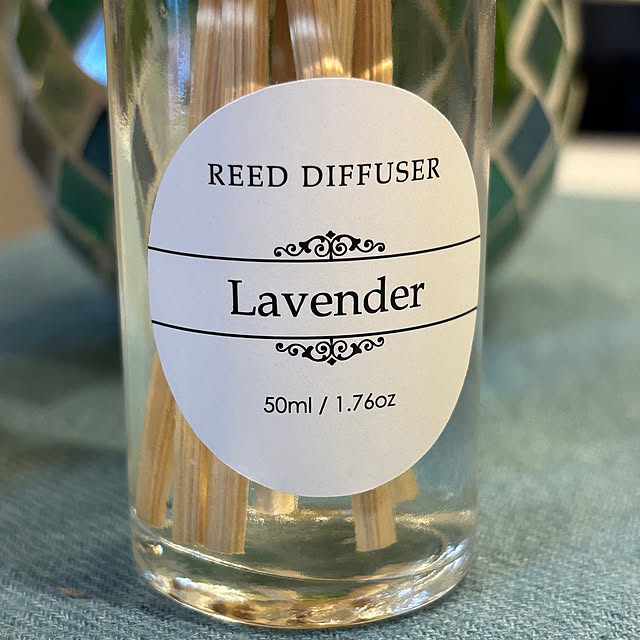 REED DIFFUSER
Lavender
50ml / 1.76oz